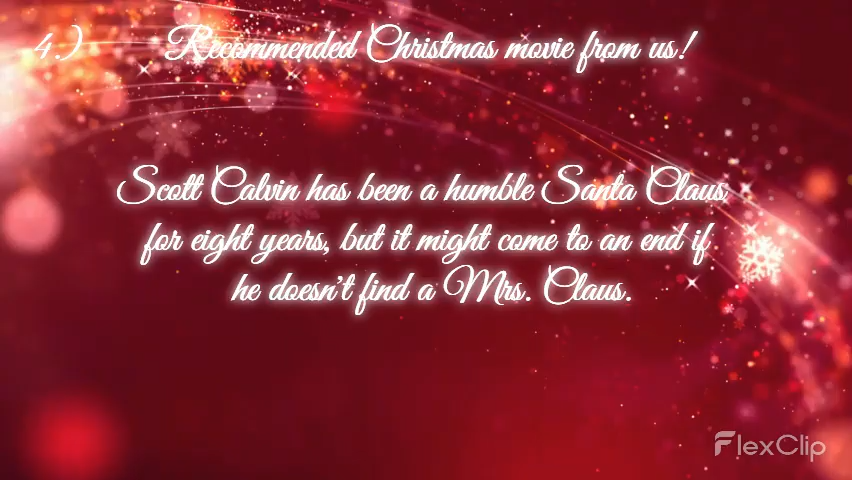 4.) Recommended Christmas movie from us!
Scott Calvin has been a humble Santa Claus
for eight years, but it might come to an end if
he doesn't find a Mrs. Claus.
FlexClip